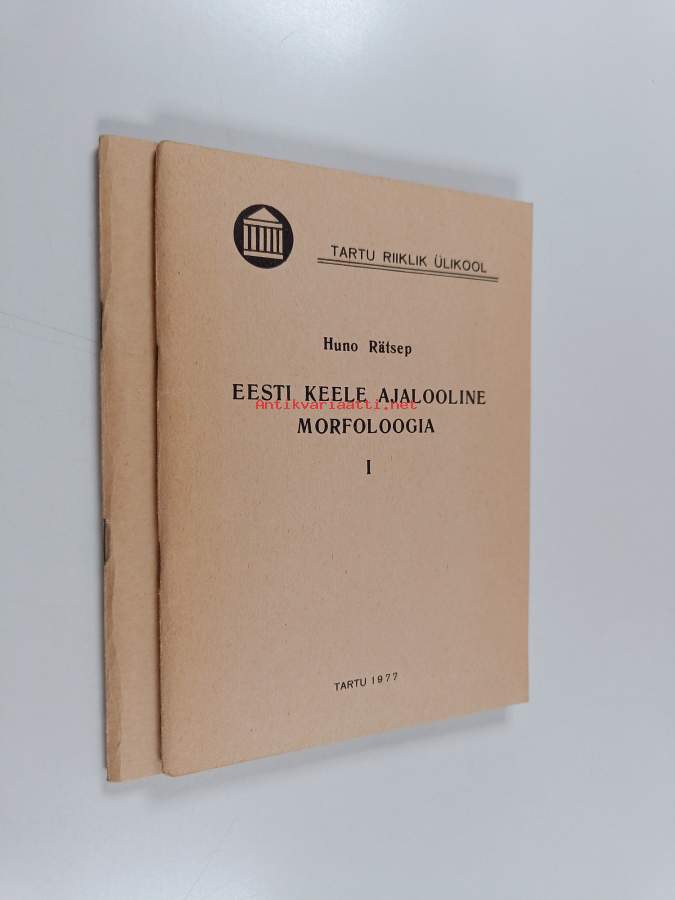 TARTU RIIKLIK ÜLIKOOL
Huno Rätsep
EESTI KEELE AJALOOLINE
Antikvariaatti.net
MORFOLOOGIA
I
TARTU 1977